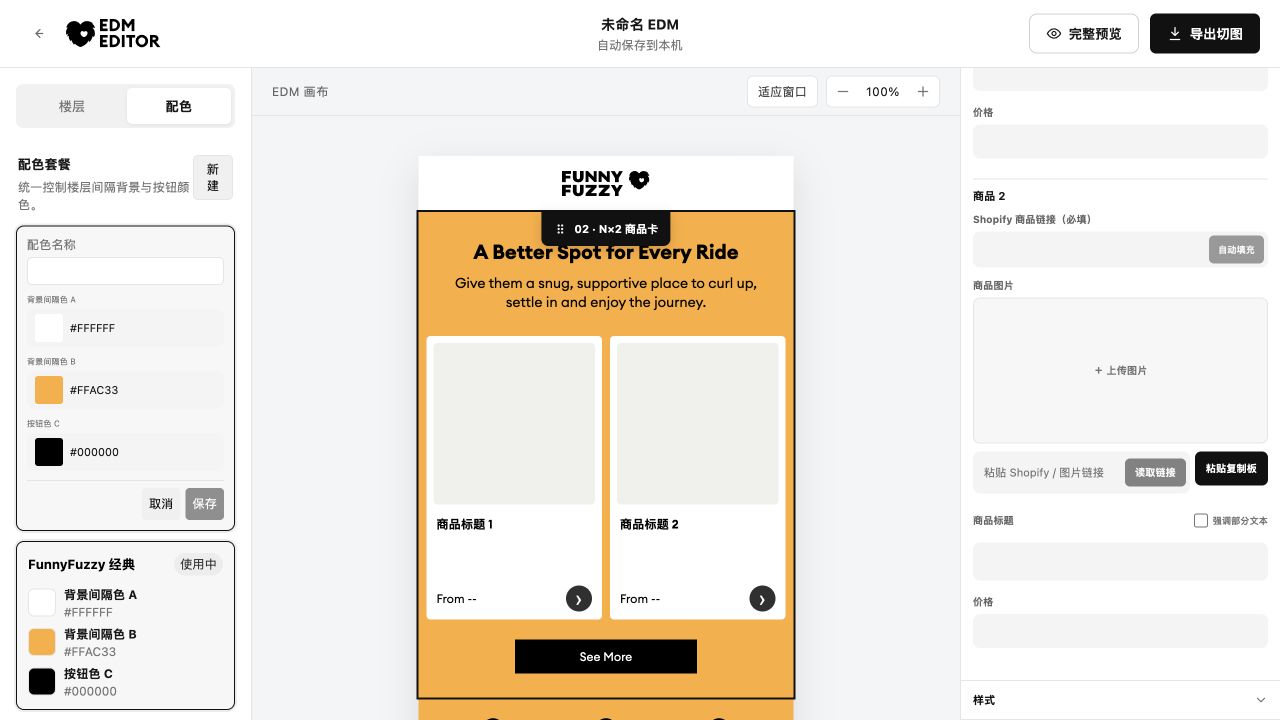 EDM
EDITOR
未命名 EDM
自动保存到本机
完整预览
导出切图
楼层
配色
配色套餐
统一控制楼层间隔背景与按钮颜
色。
新
建
配色名称
背景间隔色 A
#FFFFFF
背景间隔色 B
#FFAC33
按钮色 C
#000000
取消
保存
FunnyFuzzy 经典
使用中
背景间隔色 A
#FFFFFF
背景间隔色 B
#FFAC33
按钮色 C
#000000
EDM 画布
适应窗口
100%
FUNNY
FUZZY
02 · N×2 商品卡
A Better Spot for Every Ride
Give them a snug, supportive place to curl up,
settle in and enjoy the journey.
商品标题 1
From --
商品标题 2
From --
See More
价格
商品 2
Shopify 商品链接（必填）
自动填充
商品图片
+ 上传图片
粘贴 Shopify / 图片链接
读取链接
粘贴复制板
商品标题
强调部分文本
价格
样式